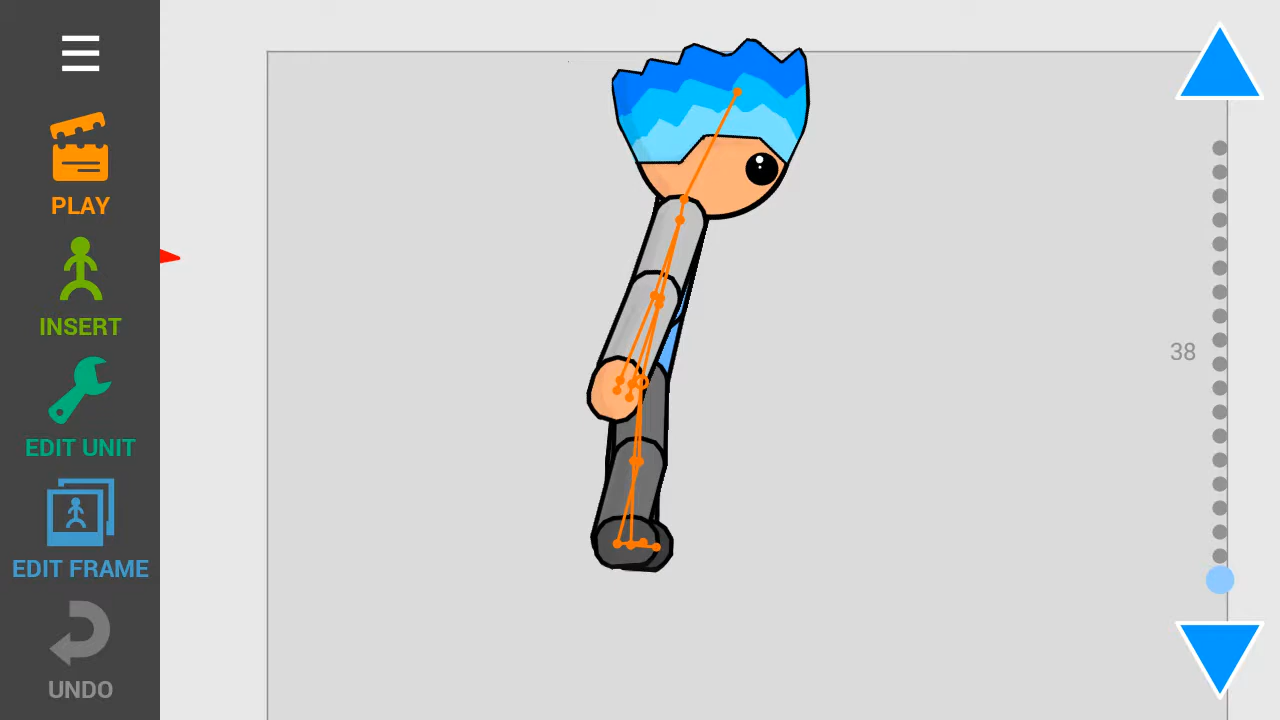 PLAY
INSERT
EDIT UNIT
EDIT FRAME
UNDO
38